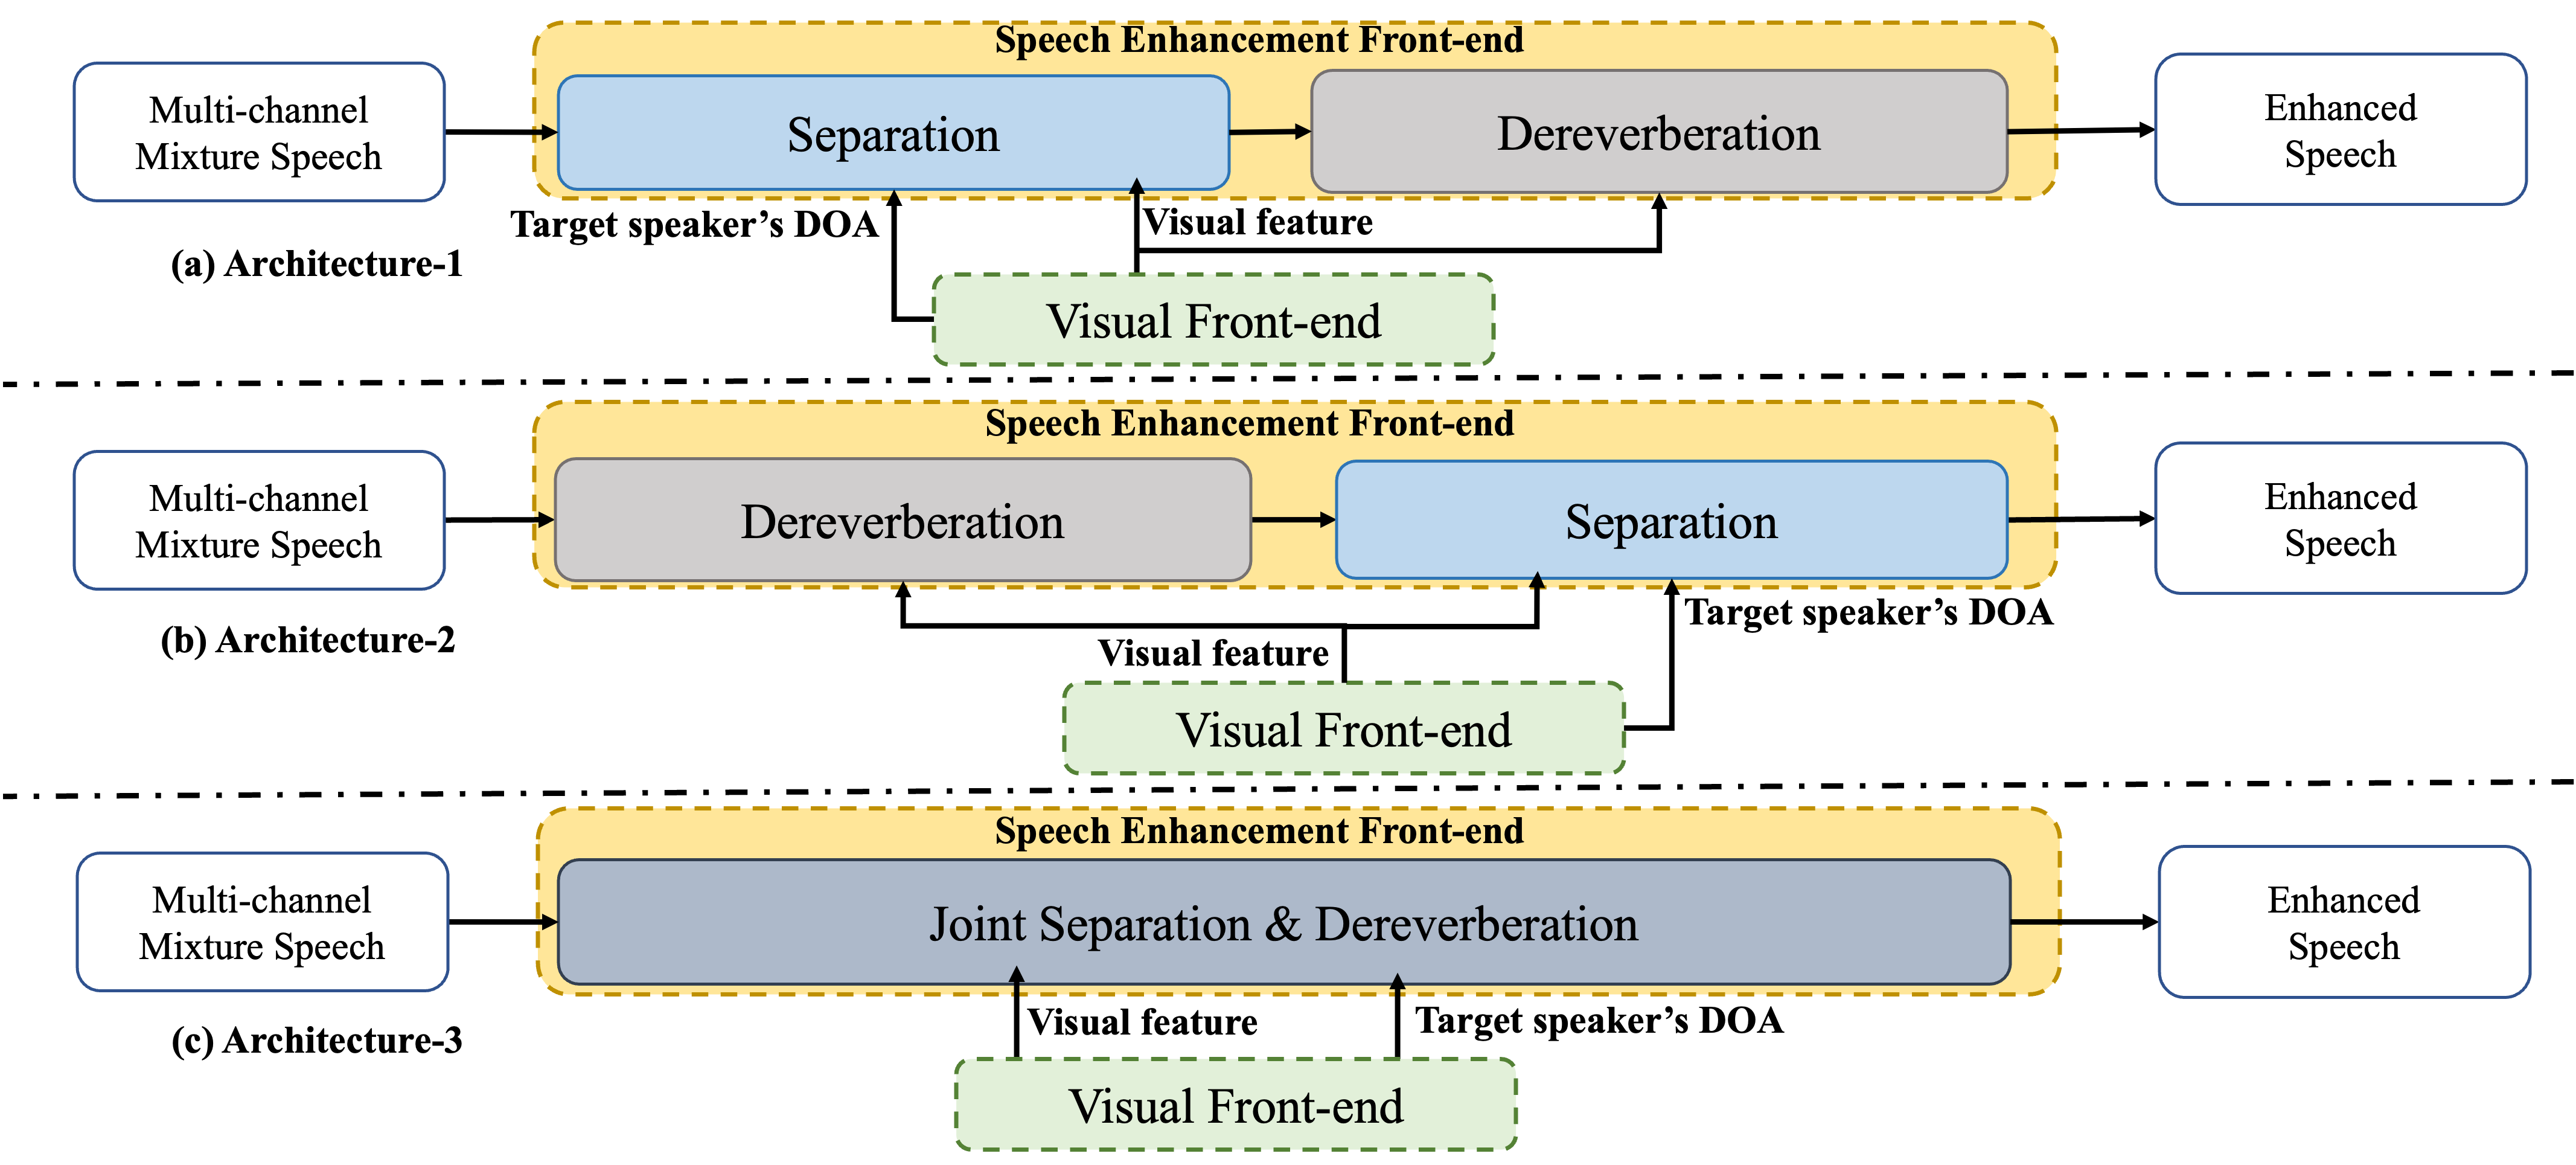 Speech Enhancement Front-end
Multi-channel
Mixture Speech
Separation
Dereverberation
Enhanced
Speech
Target speaker’s DOA
Visual feature
(a) Architecture-1
Visual Front-end
Speech Enhancement Front-end
Multi-channel
Mixture Speech
Dereverberation
Separation
Enhanced
Speech
Target speaker’s DOA
(b) Architecture-2
Visual feature
Visual Front-end
Speech Enhancement Front-end
Multi-channel
Mixture Speech
Joint Separation & Dereverberation
Enhanced
Speech
Visual feature
Target speaker’s DOA
(c) Architecture-3
Visual Front-end